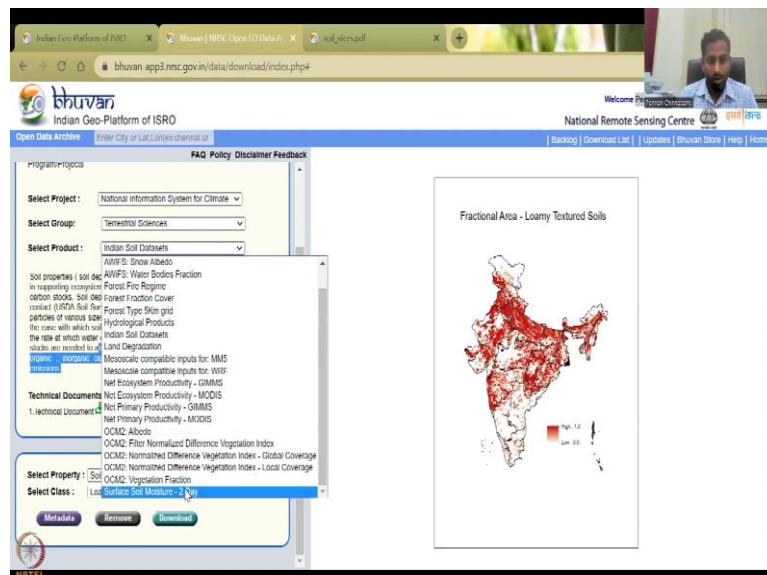 Indian Geo Platform of ISRO X
Bhuvan | NRSC Open EO Data Ar X
soil_nices.pdf X
bhuvan-app3.nrsc.gov.in/data/download/index.php#
bhuvan
Indian Geo-Platform of ISRO
Welcome
Ponnan Chinnasamy
National Remote Sensing Centre
Open Data Archive
Enter City or Lat,Lon(ex:chennai or
| Backlog | Download List | | Updates | Bhuvan Store | Help | Home
FAQ Policy Disclaimer Feedback
Program/Projects
Select Project : National Information System for Climate
Select Group: Terrestrial Sciences
Select Product : Indian Soil Datasets
AWIFS: Snow Albedo
AWiFS: Water Bodies Fraction
Forest Fire Regime
Forest Fraction Cover
Forest Type 5Km grid
Hydrological Products
Indian Soil Datasets
Land Degradation
Mesoscale compatible inputs for: MM5
Mesoscale compatible inputs for: WRF
Net Ecosystem Productivity - GIMMS
Net Ecosystem Productivity - MODIS
Net Primary Productivity - GIMMS
Net Primary Productivity - MODIS
OCM2: Albedo
OCM2: Filter Normalized Difference Vegetation Index
OCM2: Normalized Difference Vegetation Index - Global Coverage
OCM2: Normalized Difference Vegetation Index - Local Coverage
OCM2: Vegetation Fraction
Surface Soil Moisture - 2 Day
Soil properties ( soil
in supporting ecosystem
carbon stocks. Soil
contact (USDA Soil
particles of various sizes
the ease with which soil
the rate at which water
stocks are needed to
organic , inorganic
emissions.
Technical Documents
1. Technical Document
Select Property :
Select Class :
Metadata Remove Download
Fractional Area - Loamy Textured Soils
High : 1.0
Low : 0.0
NPTEL